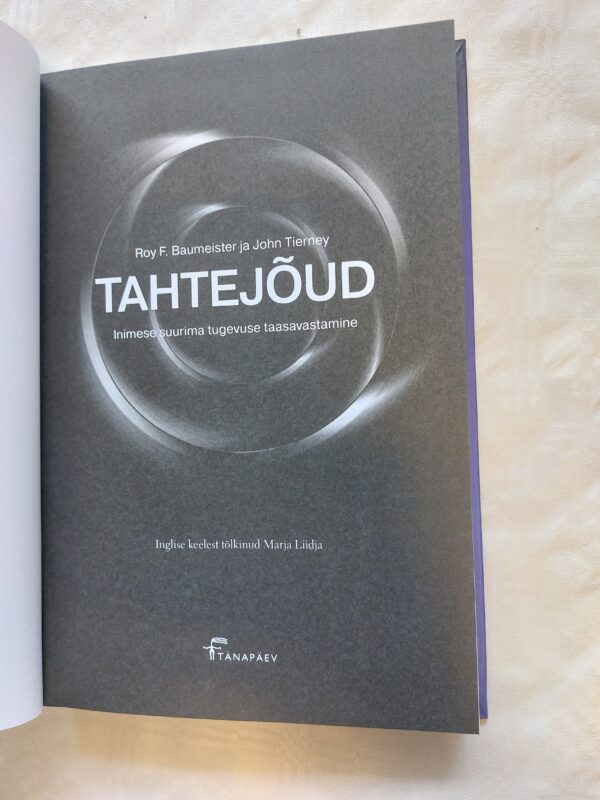 Roy F. Baumeister ja John Tierney
TAHTEJÕUD
Inimese suurima tugevuse taasavastamine
Inglise keelest tõlkinud Marja Liidja
TÄNAPÄEV